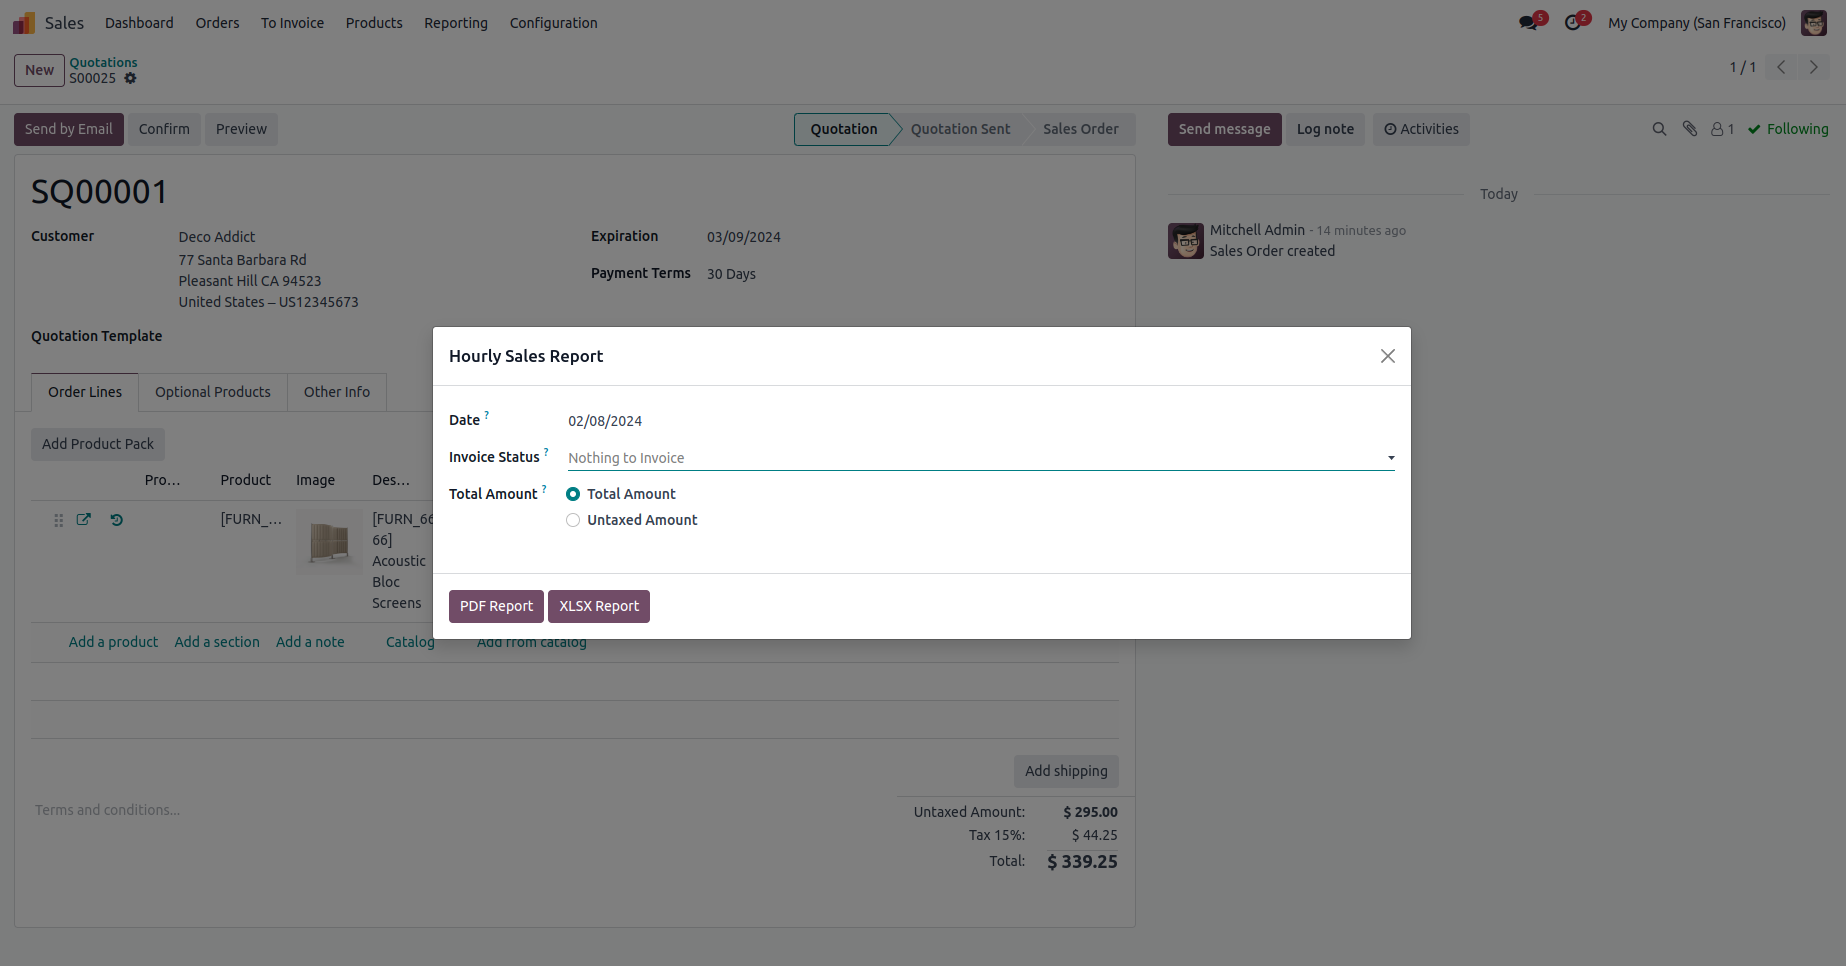 Sales Dashboard Orders To Invoice Products Reporting Configuration 5 2 My Company (San Francisco)
New Quotations 1 / 1
S00025
Send by Email Confirm Preview Quotation Quotation Sent Sales Order Send message Log note Activities 1 Following
SQ00001
Today
Customer Deco Addict Expiration 03/09/2024
77 Santa Barbara Rd
Pleasant Hill CA 94523 Payment Terms 30 Days
United States – US12345673
Mitchell Admin - 14 minutes ago
Sales Order created
Quotation Template
Order Lines Optional Products Other Info
Add Product Pack
Pro... Product Image Des...
[FURN_... [FURN_66
66]
Acoustic
Bloc
Screens
Add a product Add a section Add a note Catalog Add from catalog
Hourly Sales Report
Date ? 02/08/2024
Invoice Status ? Nothing to Invoice
Total Amount ? Total Amount
Untaxed Amount
PDF Report XLSX Report
Add shipping
Terms and conditions...
Untaxed Amount: $ 295.00
Tax 15%: $ 44.25
Total: $ 339.25